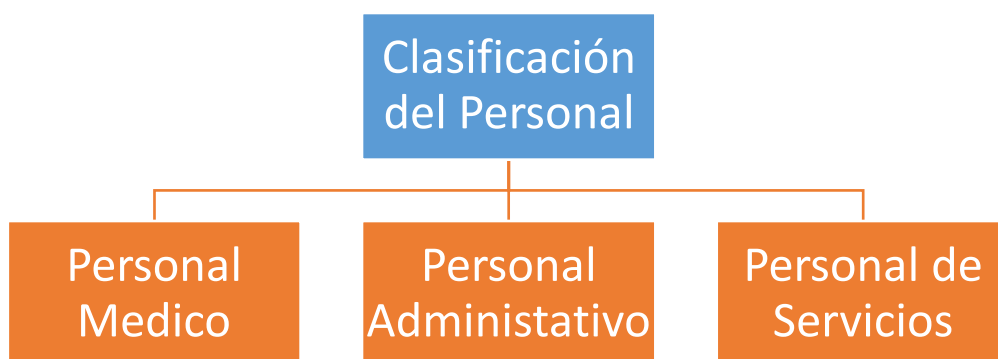 Clasificación
del Personal
Personal
Medico
Personal
Administativo
Personal de
Servicios